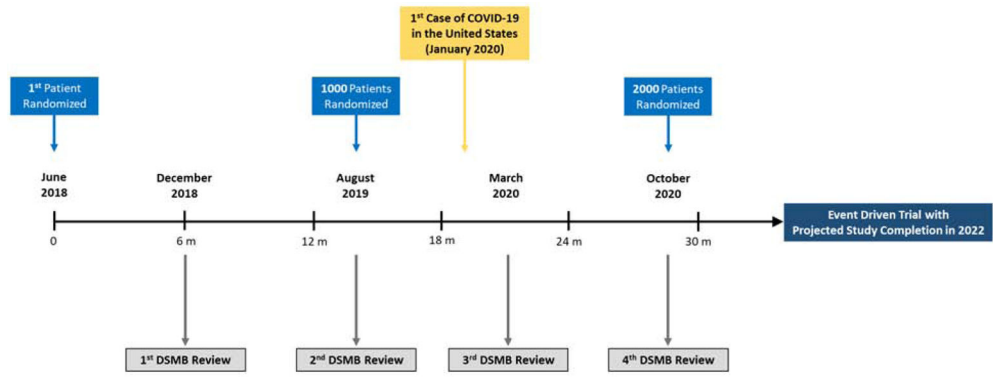 1st Case of COVID-19
in the United States
(January 2020)
1st Patient
Randomized
1000 Patients
Randomized
2000 Patients
Randomized
June
2018
December
2018
August
2019
March
2020
October
2020
Event Driven Trial with
Projected Study Completion in 2022
0
6 m
12 m
18 m
24 m
30 m
1st DSMB Review
2nd DSMB Review
3rd DSMB Review
4th DSMB Review